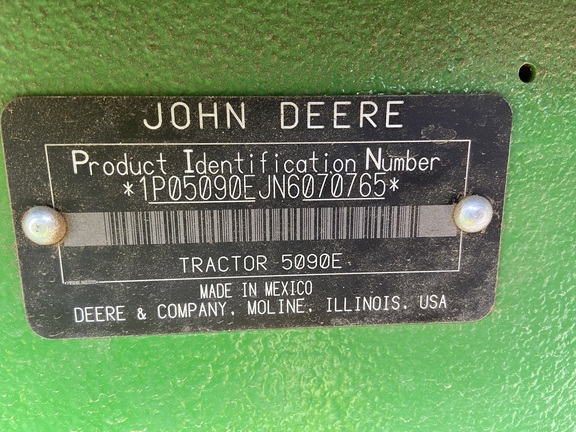 JOHN DEERE
Product Identification Number
*1P05090EJN6070765*
TRACTOR 5090E
MADE IN MEXICO
DEERE & COMPANY, MOLINE, ILLINOIS, USA